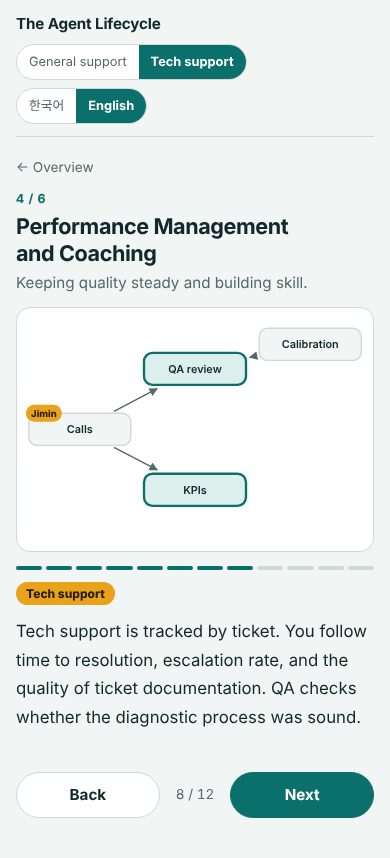 The Agent Lifecycle
General support
Tech support
한국어
English
← Overview
4 / 6
Performance Management
and Coaching
Keeping quality steady and building skill.
Calibration
QA review
Jimin
Calls
KPIs
Tech support
Tech support is tracked by ticket. You follow
time to resolution, escalation rate, and the
quality of ticket documentation. QA checks
whether the diagnostic process was sound.
Back
8 / 12
Next